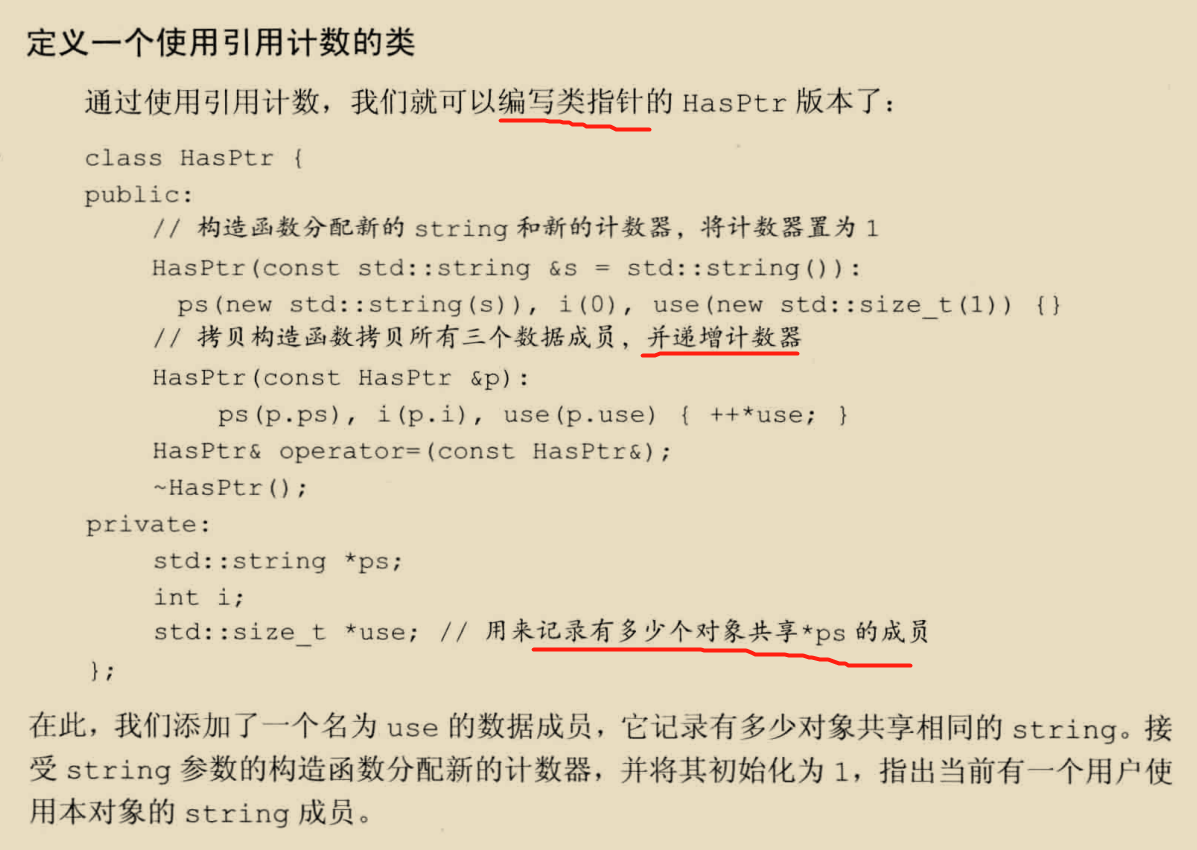 定义一个使用引用计数的类
通过使用引用计数，我们就可以编写类指针的 HasPtr 版本了：
class HasPtr {
public:
// 构造函数分配新的 string 和新的计数器，将计数器置为 1
HasPtr(const std::string &s = std::string()):
ps(new std::string(s)), i(0), use(new std::size_t(1)) {}
// 拷贝构造函数拷贝所有三个数据成员，并递增计数器
HasPtr(const HasPtr &p):
ps(p.ps), i(p.i), use(p.use) { ++*use; }
HasPtr& operator=(const HasPtr&);
~HasPtr();
private:
std::string *ps;
int i;
std::size_t *use; // 用来记录有多少个对象共享*ps 的成员
};
在此，我们添加了一个名为 use 的数据成员，它记录有多少对象共享相同的 string。接
受 string 参数的构造函数分配新的计数器，并将其初始化为 1，指出当前有一个用户使
用本对象的 string 成员。